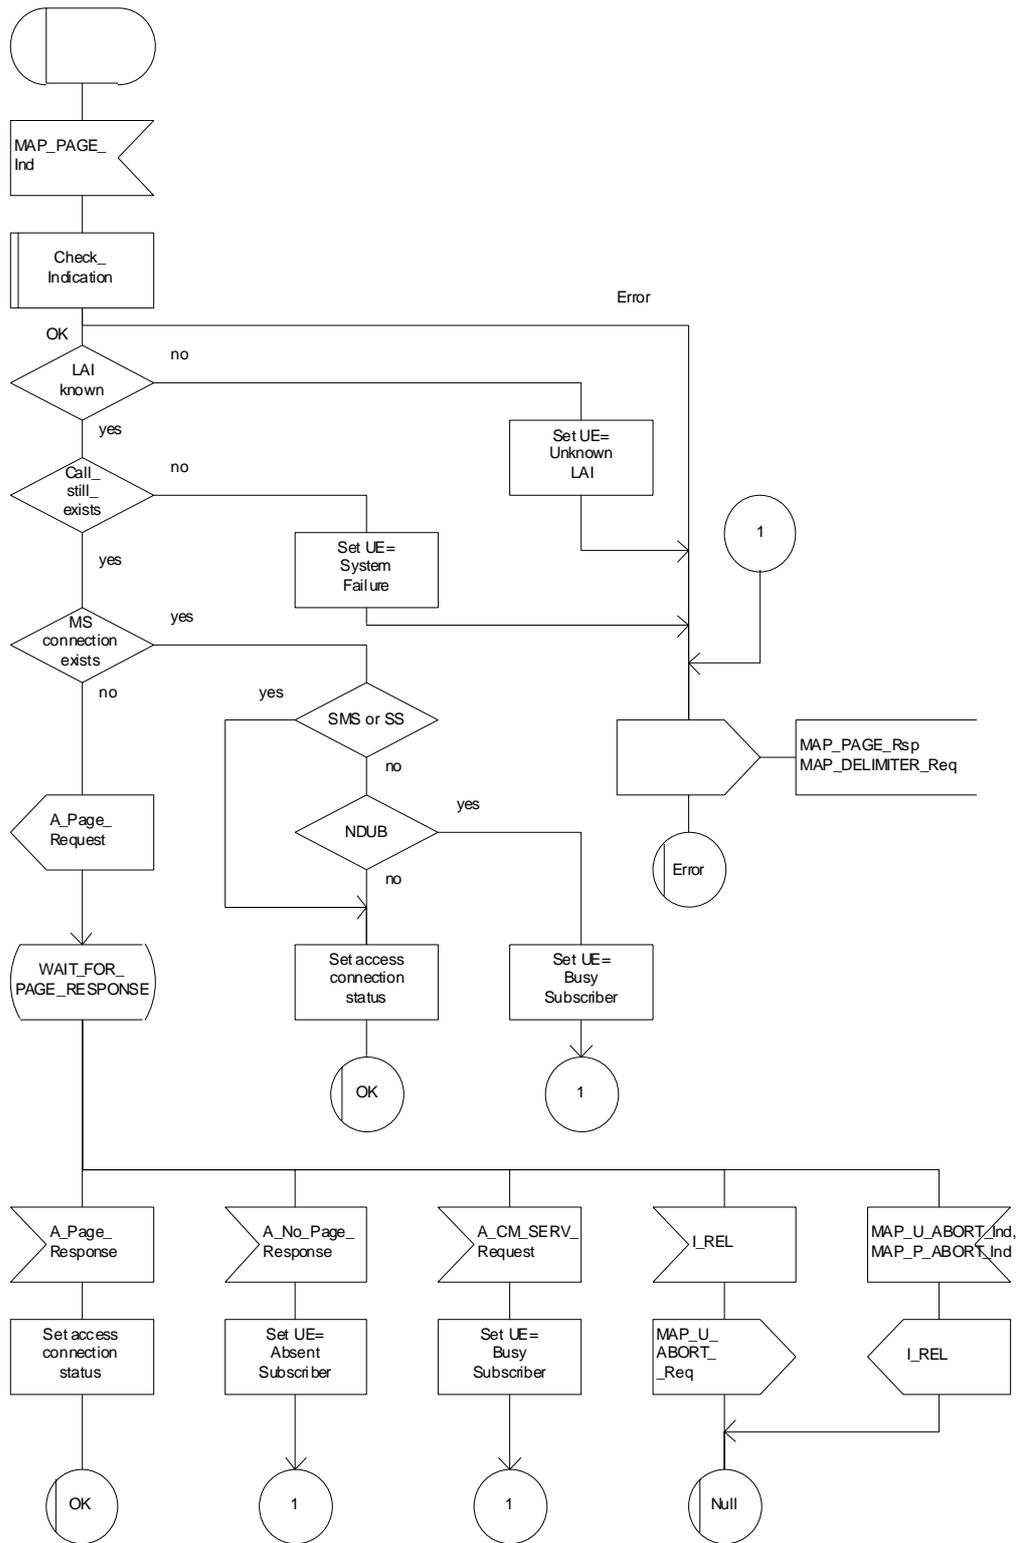 MAP_PAGE_
Ind
Check_
Indication
Error
OK
no
LAI
known
yes
Set UE=
Unknown
LAI
no
Call_
still_
exists
1
Set UE=
System
Failure
yes
yes
MS
connection
exists
no
yes
SMS or SS
no
MAP_PAGE_Rsp
MAP_DELIMITER_Req
A_Page_
Request
yes
NDUB
no
Error
WAIT_FOR_
PAGE_RESPONSE
Set access
connection
status
Set UE=
Busy
Subscriber
OK
1
A_Page_
Response
A_No_Page_
Response
A_CM_SERV_
Request
I_REL
MAP_U_ABORT_Ind,
MAP_P_ABORT_Ind
Set access
connection
status
Set UE=
Absent
Subscriber
Set UE=
Busy
Subscriber
MAP_U_
ABORT_
_Req
I_REL
OK
1
1
Null